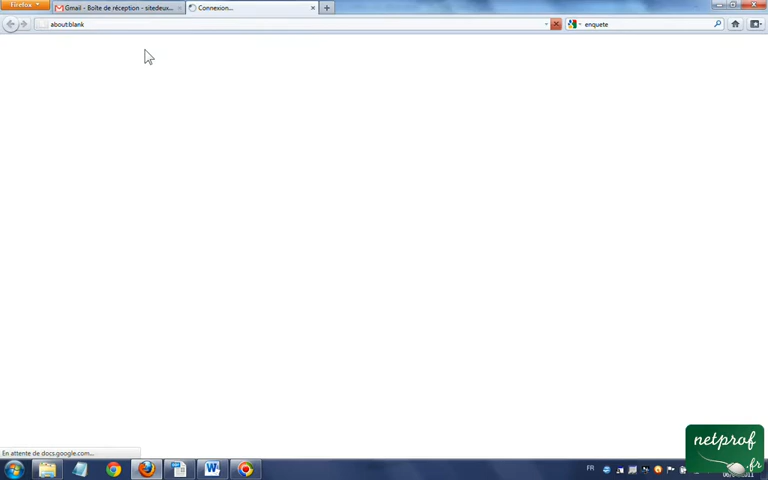 Firefox
Gmail - Boîte de réception - sitedeux...
Connexion...
about:blank
enquete
En attente de docs.google.com...
FR
netprof
.fr